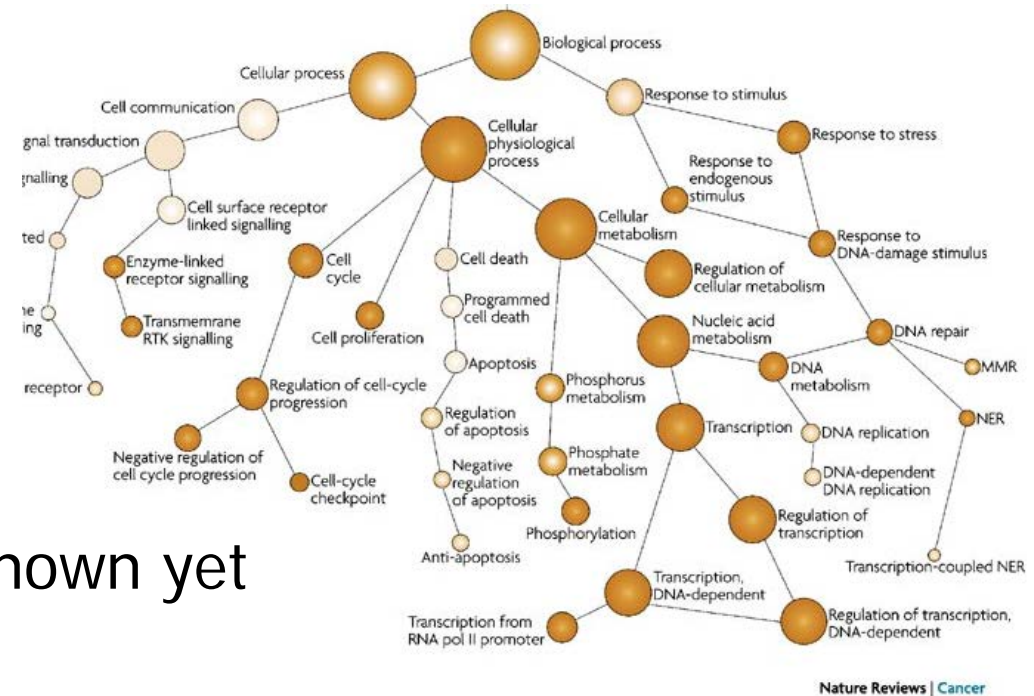 Biological process
Cellular process
Response to stimulus
Cell communication
Cellular
physiological
process
Response to stress
gnal transduction
Response to
endogenous
stimulus
gnalling
Cell surface receptor
linked signalling
Cellular
metabolism
ted
Response to
DNA-damage stimulus
Enzyme-linked
receptor signalling
Cell
cycle
Cell death
Regulation of
cellular metabolism
ne
ing
Programmed
cell death
Transmemrane
RTK signalling
Cell proliferation
Nucleic acid
metabolism
DNA repair
Apoptosis
MMR
receptor
Regulation of cell-cycle
progression
Phosphorus
metabolism
DNA
metabolism
Regulation
of apoptosis
Transcription
DNA replication
NER
Negative regulation of
cell cycle progression
Cell-cycle
checkpoint
Negative
regulation
of apoptosis
Phosphate
metabolism
DNA-dependent
DNA replication
Phosphorylation
Regulation of
transcription
Anti-apoptosis
nown yet
Transcription-coupled NER
Transcription,
DNA-dependent
Transcription from
RNA pol II promoter
Regulation of transcription,
DNA-dependent
Nature Reviews | Cancer